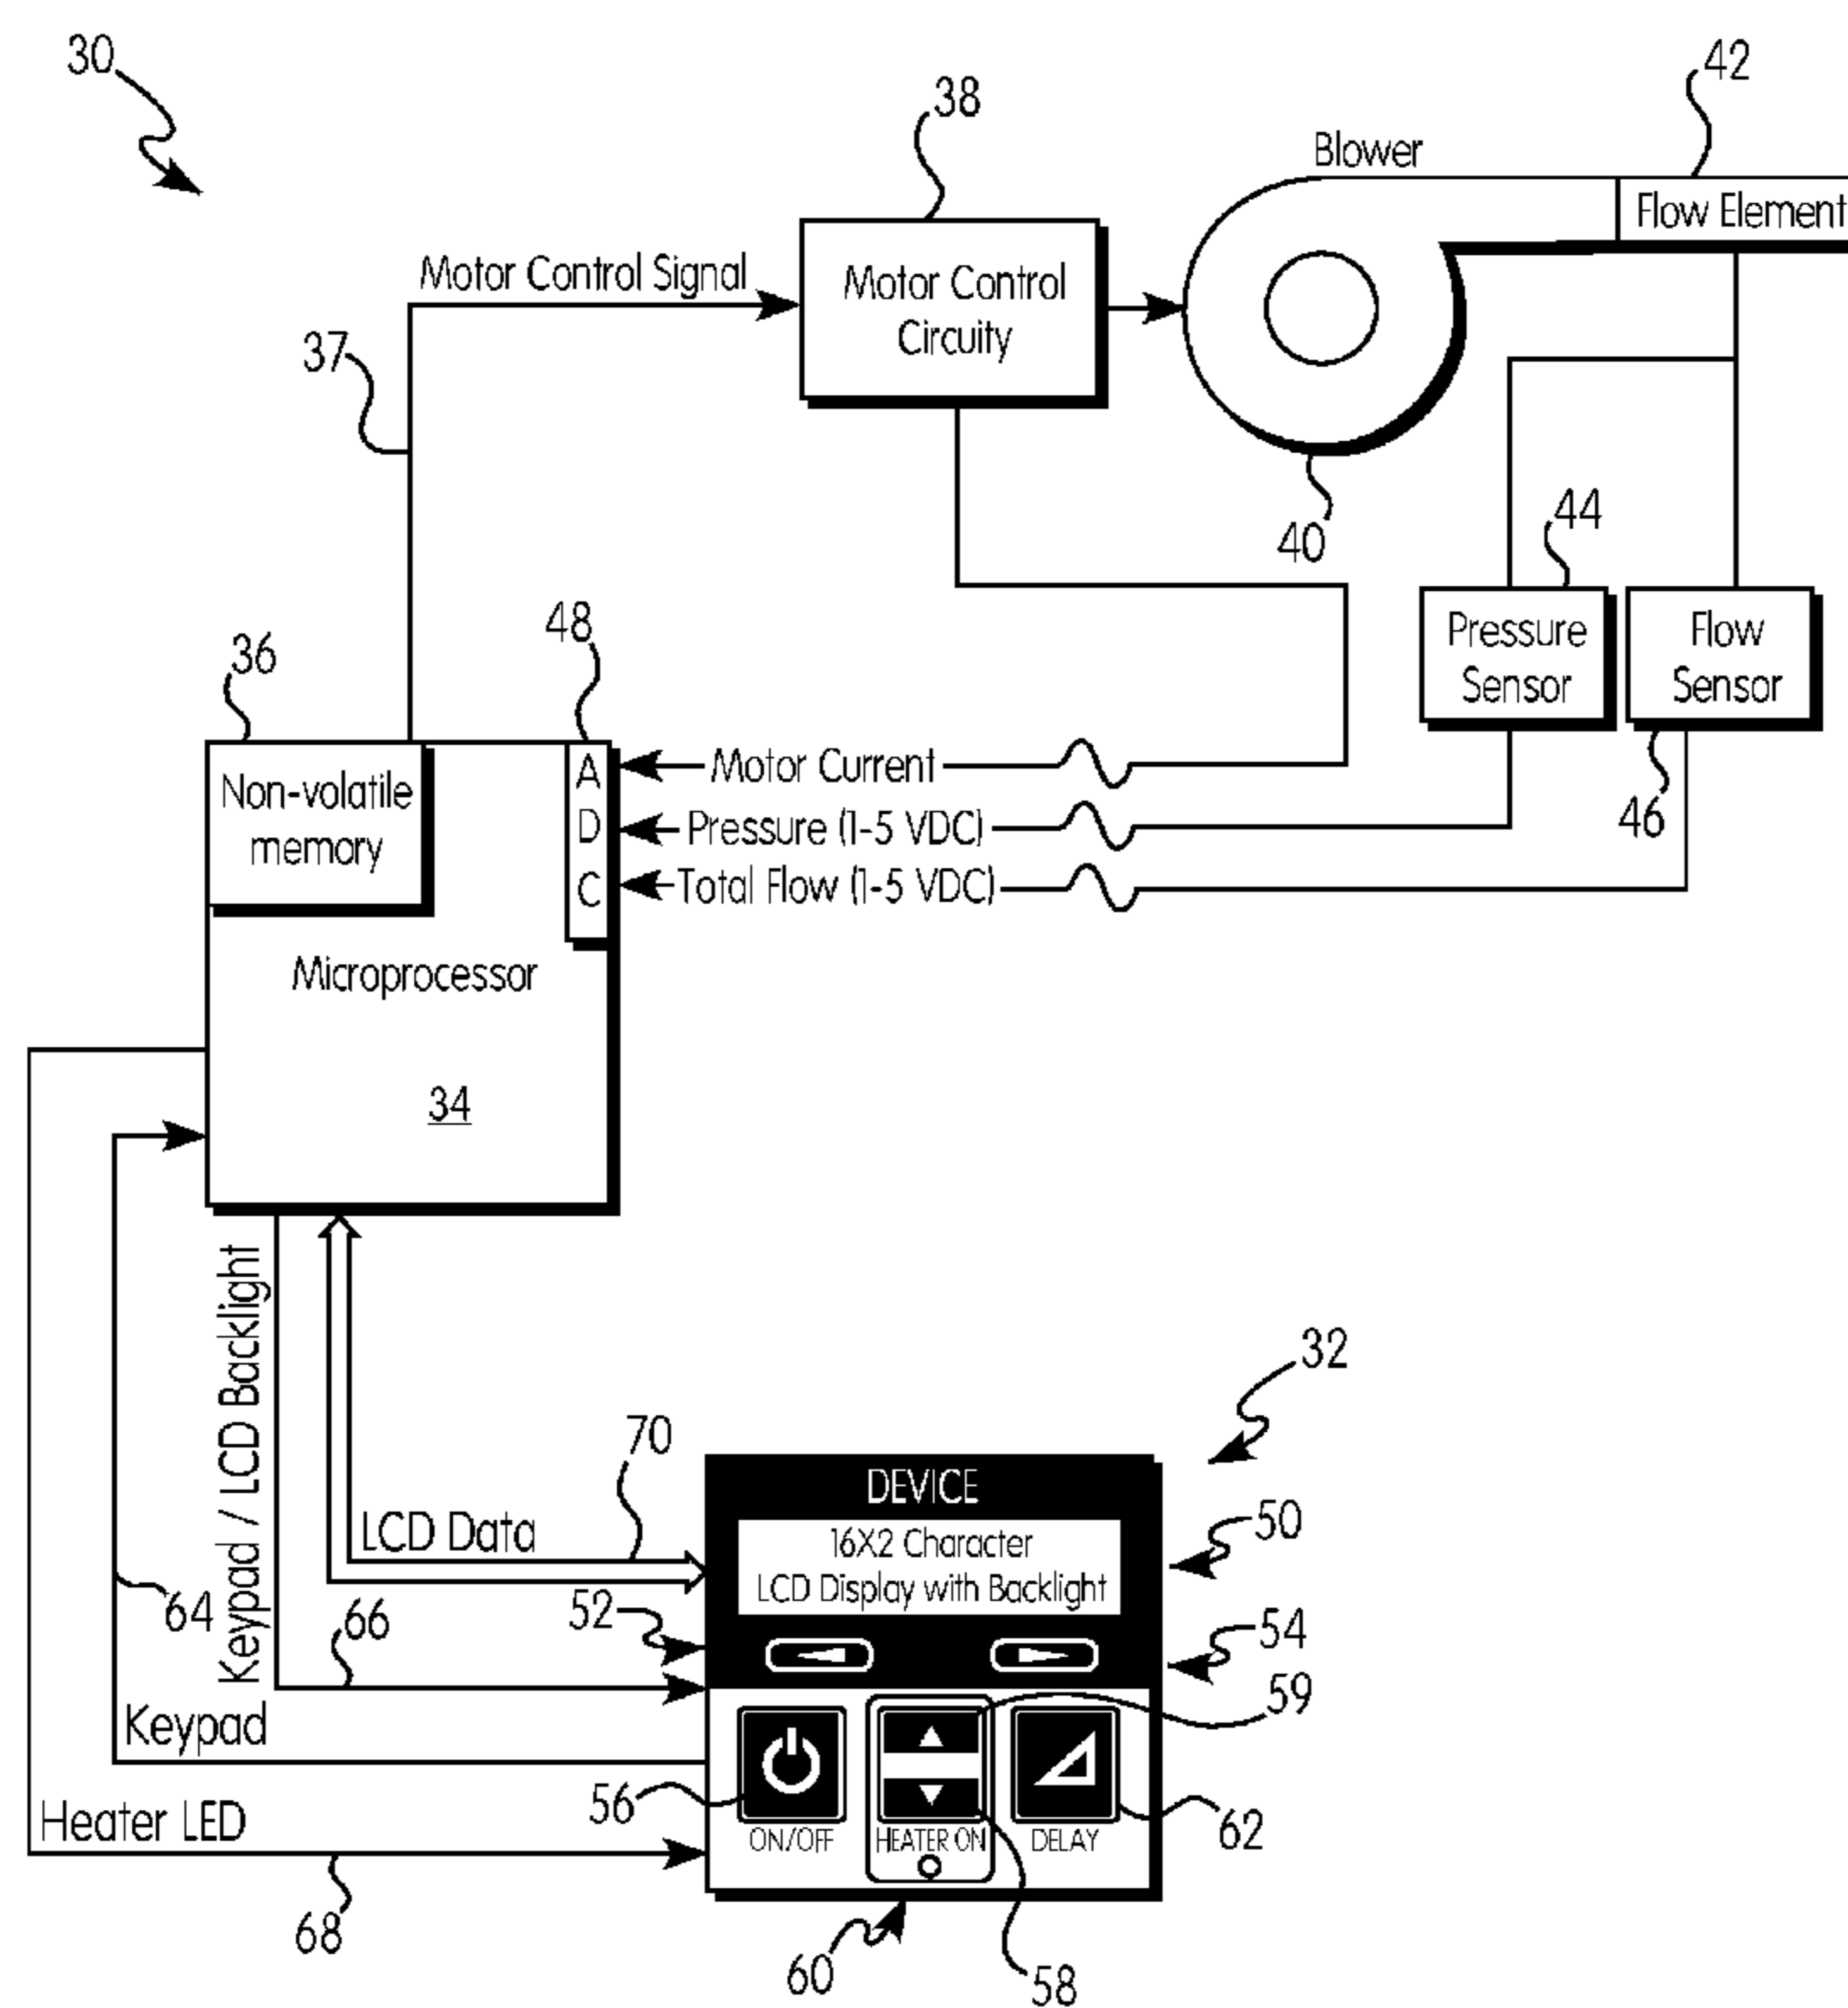 30
38
42
Blower
Flow Element
Motor Control Signal
Motor Control
Circuity
37
40
44
Pressure
Sensor
Flow
Sensor
46
36
48
Non-volatile
memory
A
D
C
Motor Current
Pressure (1-5 VDC)
Total Flow (1-5 VDC)
Microprocessor
34
Keypad / LCD Backlight
32
70
LCD Data
DEVICE
16X2 Character
LCD Display with Backlight
50
52
54
64
66
59
Keypad
56
ON/OFF
HEATER ON
DELAY
62
Heater LED
68
60
58